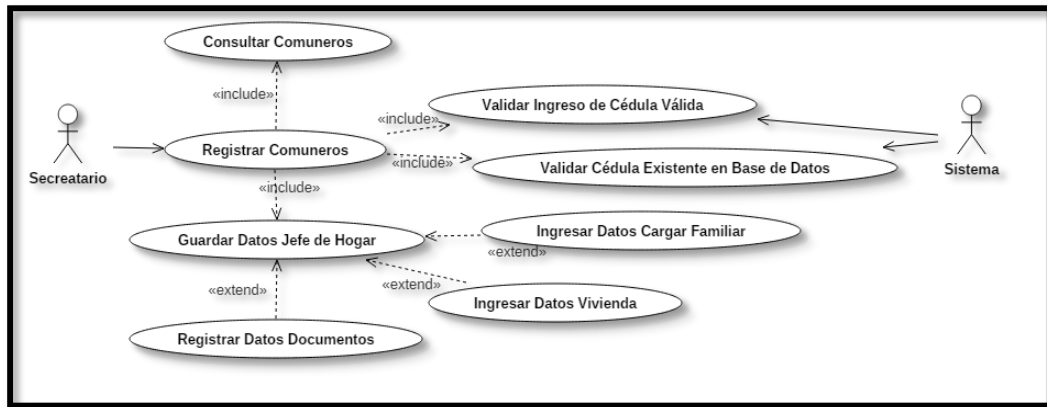 Consultar Comuneros
«include»
Validar Ingreso de Cédula Válida
«include»
Registrar Comuneros
Secreatario
«include»
Validar Cédula Existente en Base de Datos
Sistema
«include»
Guardar Datos Jefe de Hogar
Ingresar Datos Cargar Familiar
«extend»
«extend»
«extend»
Ingresar Datos Vivienda
Registrar Datos Documentos